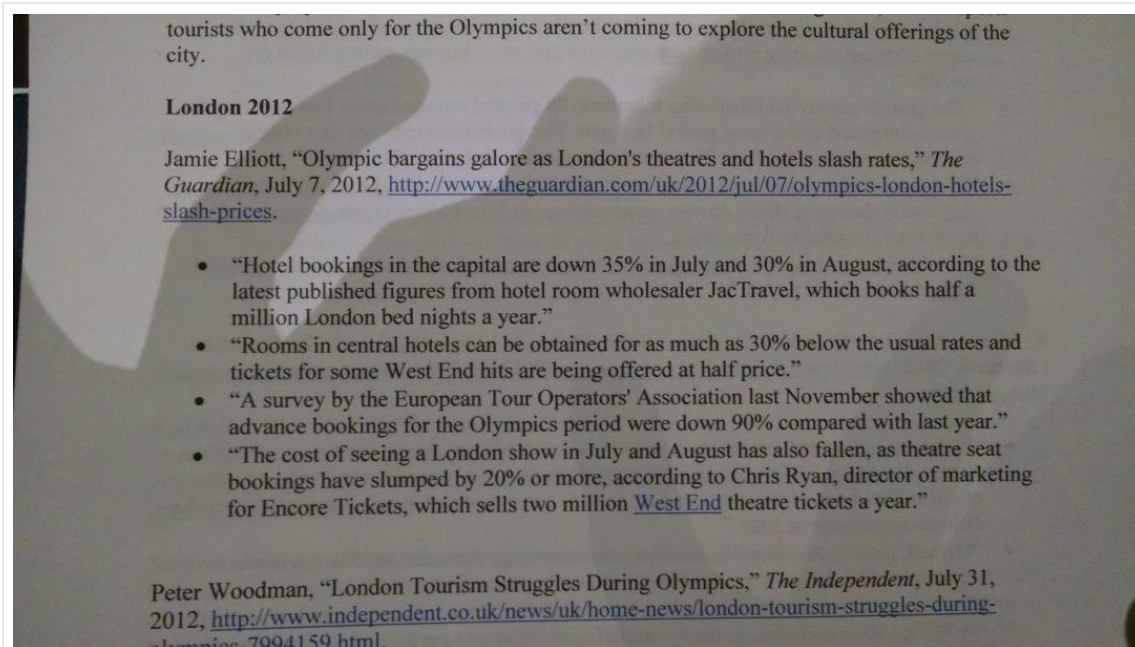 tourists who come only for the Olympics aren't coming to explore the cultural offerings of the
city.
London 2012
Jamie Elliott, “Olympic bargains galore as London's theatres and hotels slash rates,” The
Guardian, July 7, 2012, http://www.theguardian.com/uk/2012/jul/07/olympics-london-hotels-
slash-prices.
• “Hotel bookings in the capital are down 35% in July and 30% in August, according to the
latest published figures from hotel room wholesaler JacTravel, which books half a
million London bed nights a year.”
• “Rooms in central hotels can be obtained for as much as 30% below the usual rates and
tickets for some West End hits are being offered at half price.”
• “A survey by the European Tour Operators' Association last November showed that
advance bookings for the Olympics period were down 90% compared with last year.”
• “The cost of seeing a London show in July and August has also fallen, as theatre seat
bookings have slumped by 20% or more, according to Chris Ryan, director of marketing
for Encore Tickets, which sells two million West End theatre tickets a year.”
Peter Woodman, “London Tourism Struggles During Olympics,” The Independent, July 31,
2012, http://www.independent.co.uk/news/uk/home-news/london-tourism-struggles-during-
olympics-7994159.html.